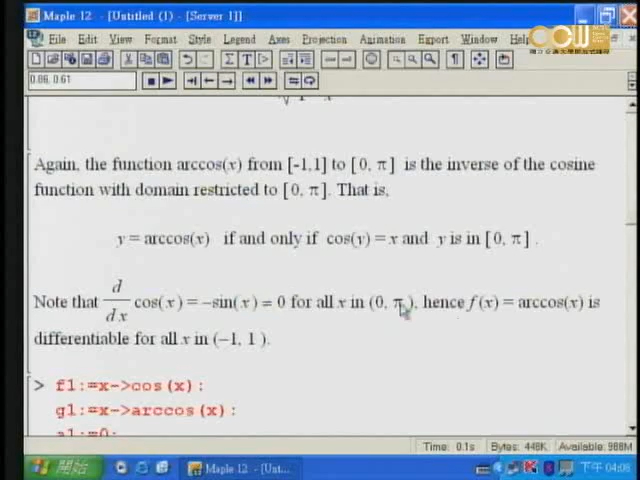 Maple 12 - [Untitled (1) - [Server 1]]
File Edit View Format Style Legend Axes Projection Animation Export Window Help
0.86, 0.61
Again, the function arccos(x) from [-1,1] to [0, π] is the inverse of the cosine
function with domain restricted to [0, π]. That is,
y = arccos(x) if and only if cos(y) = x and y is in [0, π].
Note that d/dx cos(x) = −sin(x) = 0 for all x in (0, π), hence f(x) = arccos(x) is
differentiable for all x in (−1, 1 ).
> f1:=x->cos(x):
g1:=x->arccos(x):
a1:=0:
Time: 0.1s Bytes: 448K Available: 988M
開始 Maple 12 - [Unt... 下午 04:08